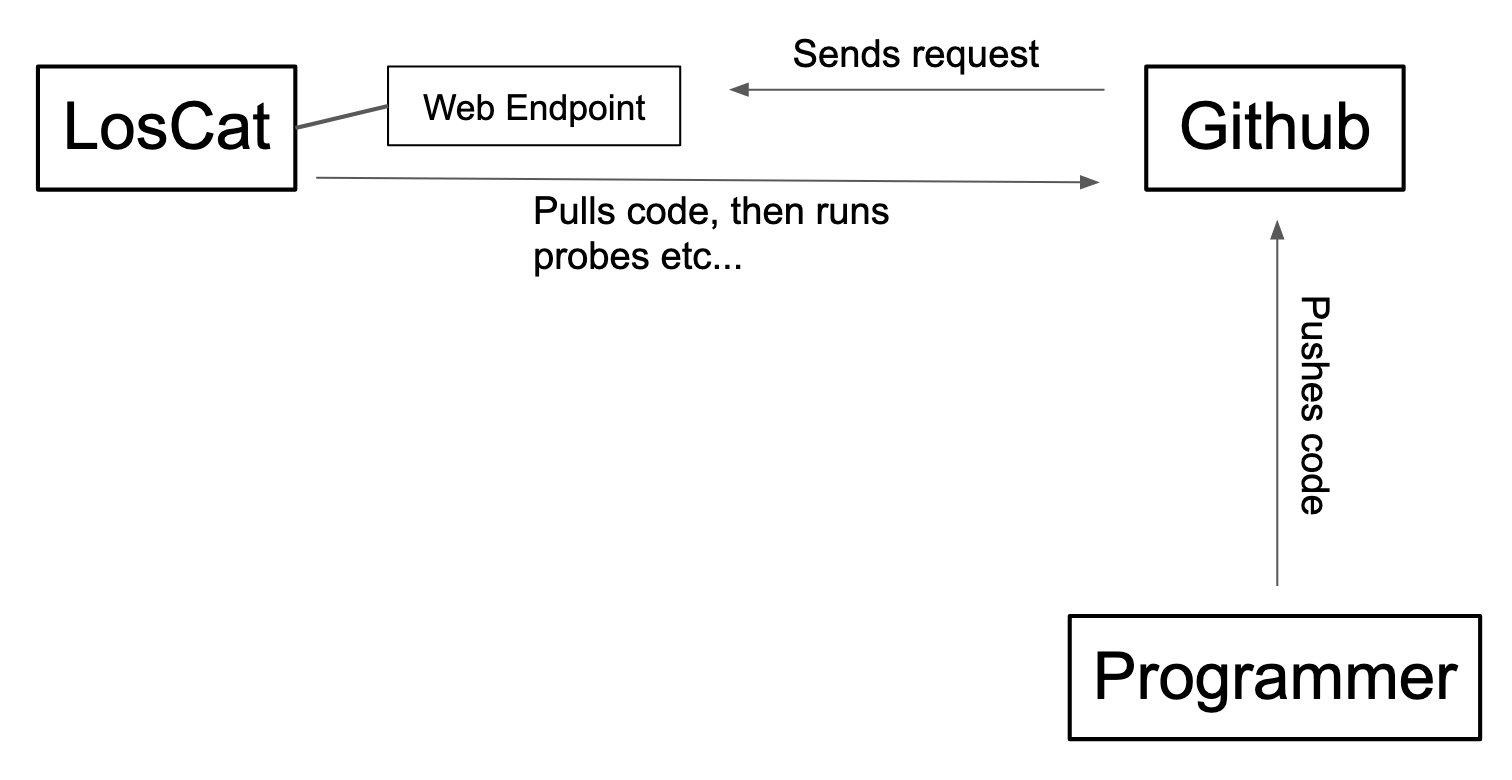 Sends request
LosCat
Web Endpoint
Github
Pulls code, then runs
probes etc...
Pushes code
Programmer